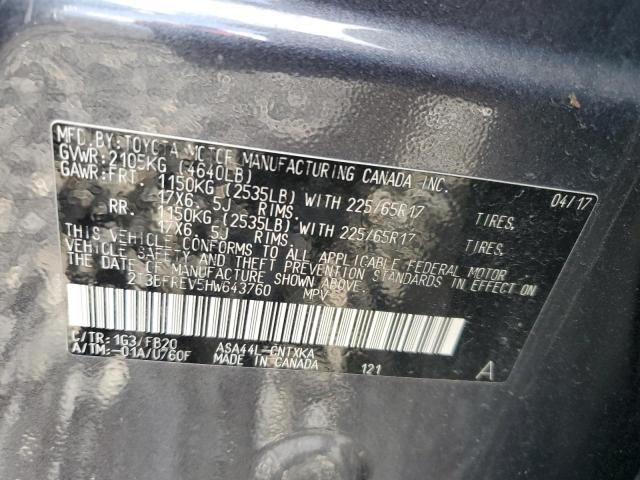 MFD.BY:TOYOTA MOTOR MANUFACTURING CANADA INC. 04/17
GVWR:2105KG (4640LB)
GAWR:FRT. 1150KG (2535LB) WITH 225/65R17 TIRES,
17X6.5J RIMS.
RR. 1150KG (2535LB) WITH 225/65R17 TIRES,
17X6.5J RIMS.
THIS VEHICLE CONFORMS TO ALL APPLICABLE FEDERAL MOTOR
VEHICLE SAFETY AND THEFT PREVENTION STANDARDS IN EFFECT ON
THE DATE OF MANUFACTURE SHOWN ABOVE.
2T3BFREV5HW643760 MPV
C/TR:1G3/FB20 ASA44L-CNTXKA
A/TM:-01A/U760F MADE IN CANADA 121 A